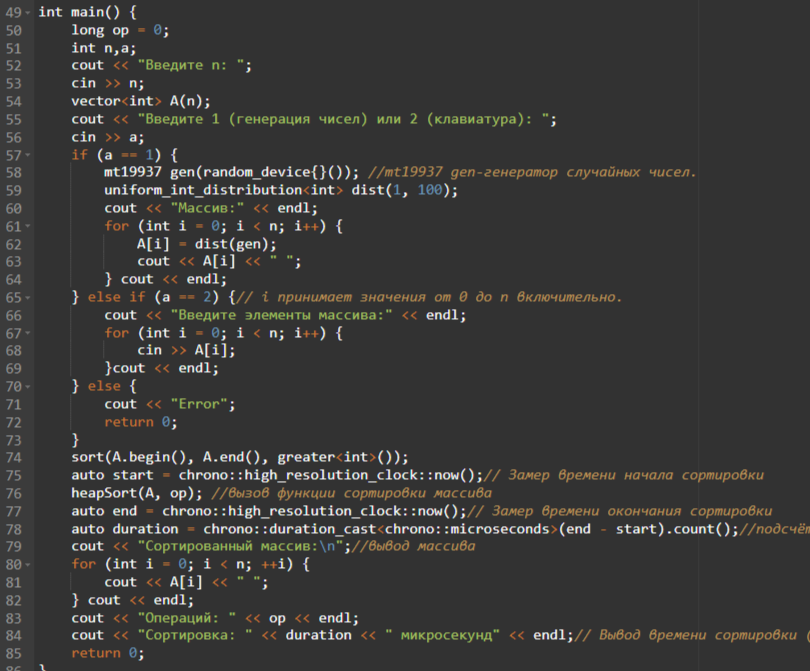 49 int main() {
50 long op = 0;
51 int n,a;
52 cout << "Введите n: ";
53 cin >> n;
54 vector<int> A(n);
55 cout << "Введите 1 (генерация чисел) или 2 (клавиатура): ";
56 cin >> a;
57 if (a == 1) {
58 mt19937 gen(random_device{}()); //mt19937 gen-генератор случайных чисел.
59 uniform_int_distribution<int> dist(1, 100);
60 cout << "Массив:" << endl;
61 for (int i = 0; i < n; i++) {
62 A[i] = dist(gen);
63 cout << A[i] << " ";
64 } cout << endl;
65 } else if (a == 2) {// i принимает значения от 0 до n включительно.
66 cout << "Введите элементы массива:" << endl;
67 for (int i = 0; i < n; i++) {
68 cin >> A[i];
69 }cout << endl;
70 } else {
71 cout << "Error";
72 return 0;
73 }
74 sort(A.begin(), A.end(), greater<int>());
75 auto start = chrono::high_resolution_clock::now();// Замер времени начала сортировки
76 heapSort(A, op); //вызов функции сортировки массива
77 auto end = chrono::high_resolution_clock::now();// Замер времени окончания сортировки
78 auto duration = chrono::duration_cast<chrono::microseconds>(end - start).count();//подсчёт
79 cout << "Сортированный массив:\n";//вывод массива
80 for (int i = 0; i < n; ++i) {
81 cout << A[i] << " ";
82 } cout << endl;
83 cout << "Операций: " << op << endl;
84 cout << "Сортировка: " << duration << " микросекунд" << endl;// Вывод времени сортировки (
85 return 0;
86 }